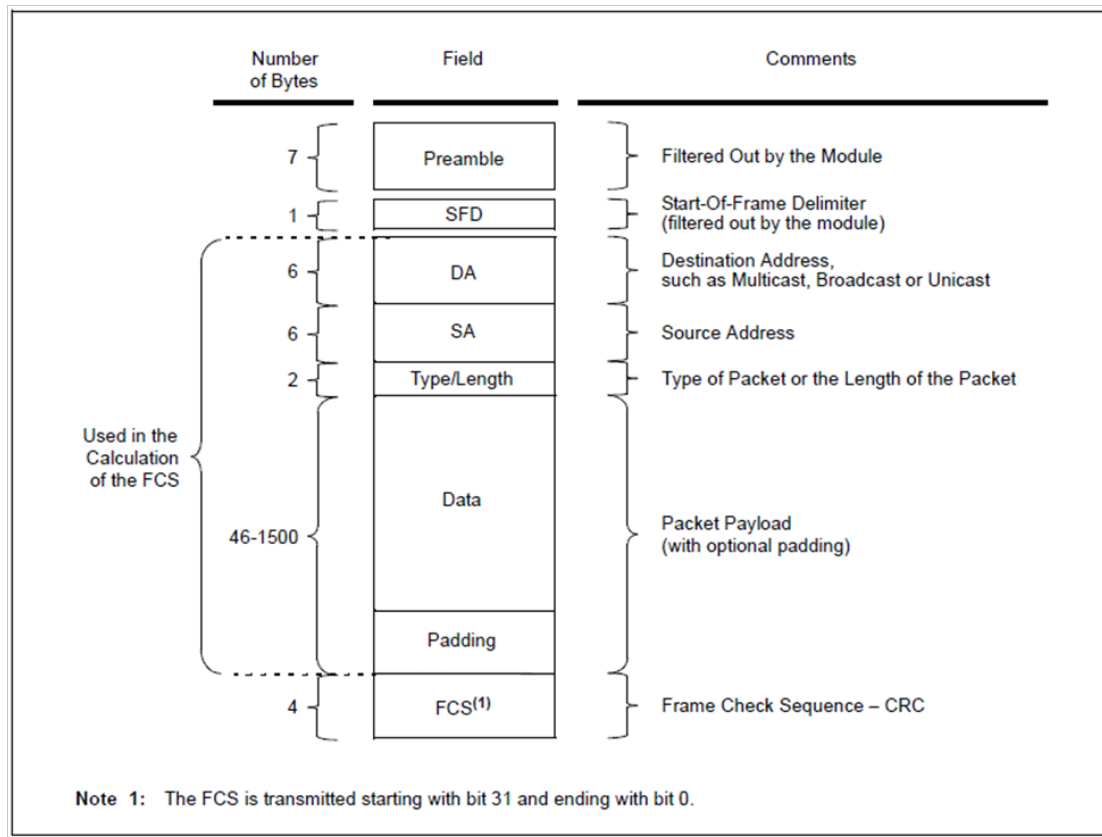 Number
of Bytes
Field
Comments
7
Preamble
Filtered Out by the Module
1
SFD
Start-Of-Frame Delimiter
(filtered out by the module)
6
DA
Destination Address,
such as Multicast, Broadcast or Unicast
6
SA
Source Address
2
Type/Length
Type of Packet or the Length of the Packet
Used in the
Calculation
of the FCS
46-1500
Data
Packet Payload
(with optional padding)
Padding
4
FCS(1)
Frame Check Sequence – CRC
Note 1: The FCS is transmitted starting with bit 31 and ending with bit 0.